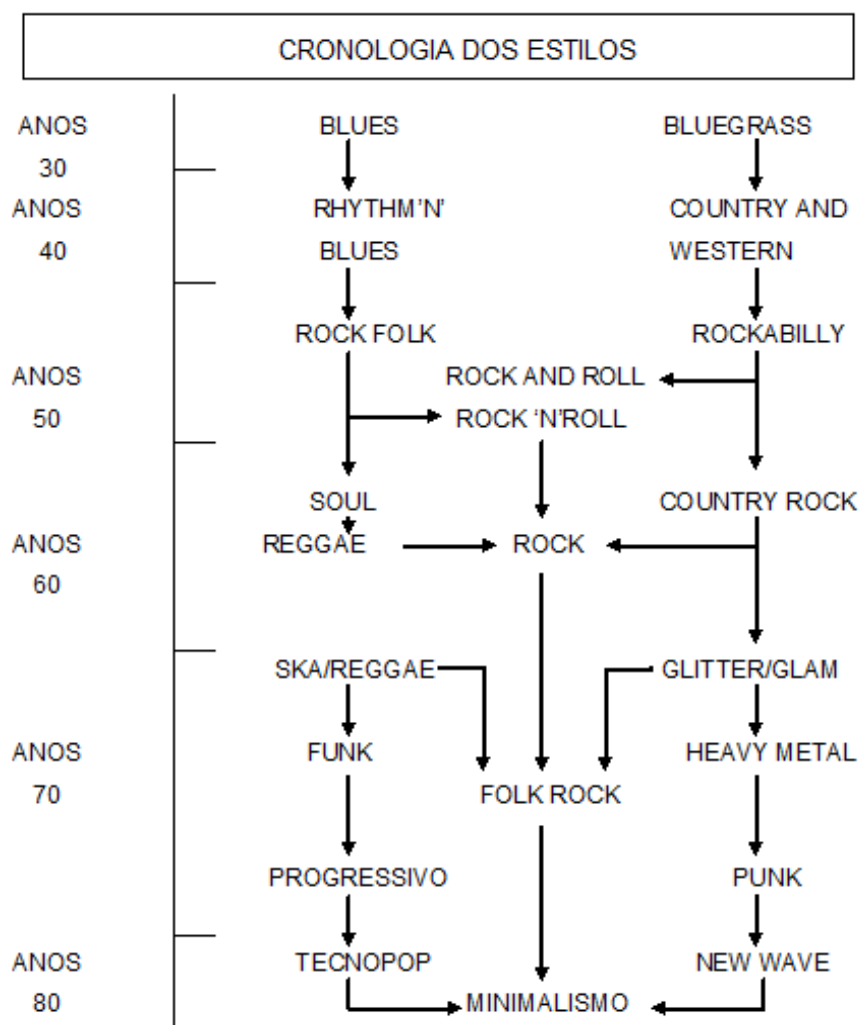 CRONOLOGIA DOS ESTILOS
ANOS BLUES BLUEGRASS
30
ANOS RHYTHM'N' COUNTRY AND
40 BLUES WESTERN
ROCK FOLK ROCKABILLY
ANOS ROCK AND ROLL
50 ROCK 'N'ROLL
SOUL COUNTRY ROCK
ANOS REGGAE ROCK
60
SKA/REGGAE GLITTER/GLAM
ANOS FUNK HEAVY METAL
70 FOLK ROCK
PROGRESSIVO PUNK
ANOS TECNOPOP NEW WAVE
80 MINIMALISMO